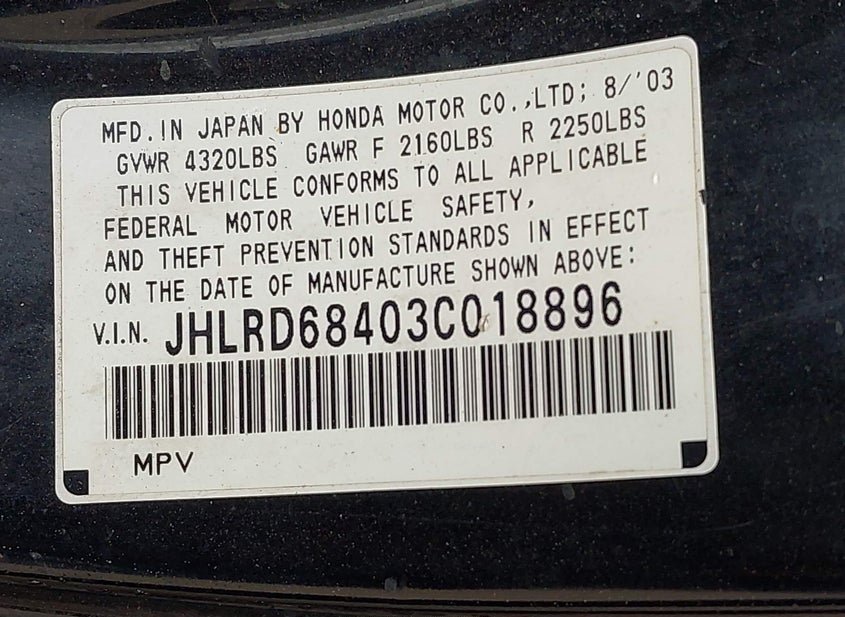 MFD. IN JAPAN BY HONDA MOTOR CO.,LTD; 8/'03
GVWR 4320LBS GAWR F 2160LBS R 2250LBS
THIS VEHICLE CONFORMS TO ALL APPLICABLE
FEDERAL MOTOR VEHICLE SAFETY,
AND THEFT PREVENTION STANDARDS IN EFFECT
ON THE DATE OF MANUFACTURE SHOWN ABOVE:
V.I.N. JHLRD68403C018896
MPV